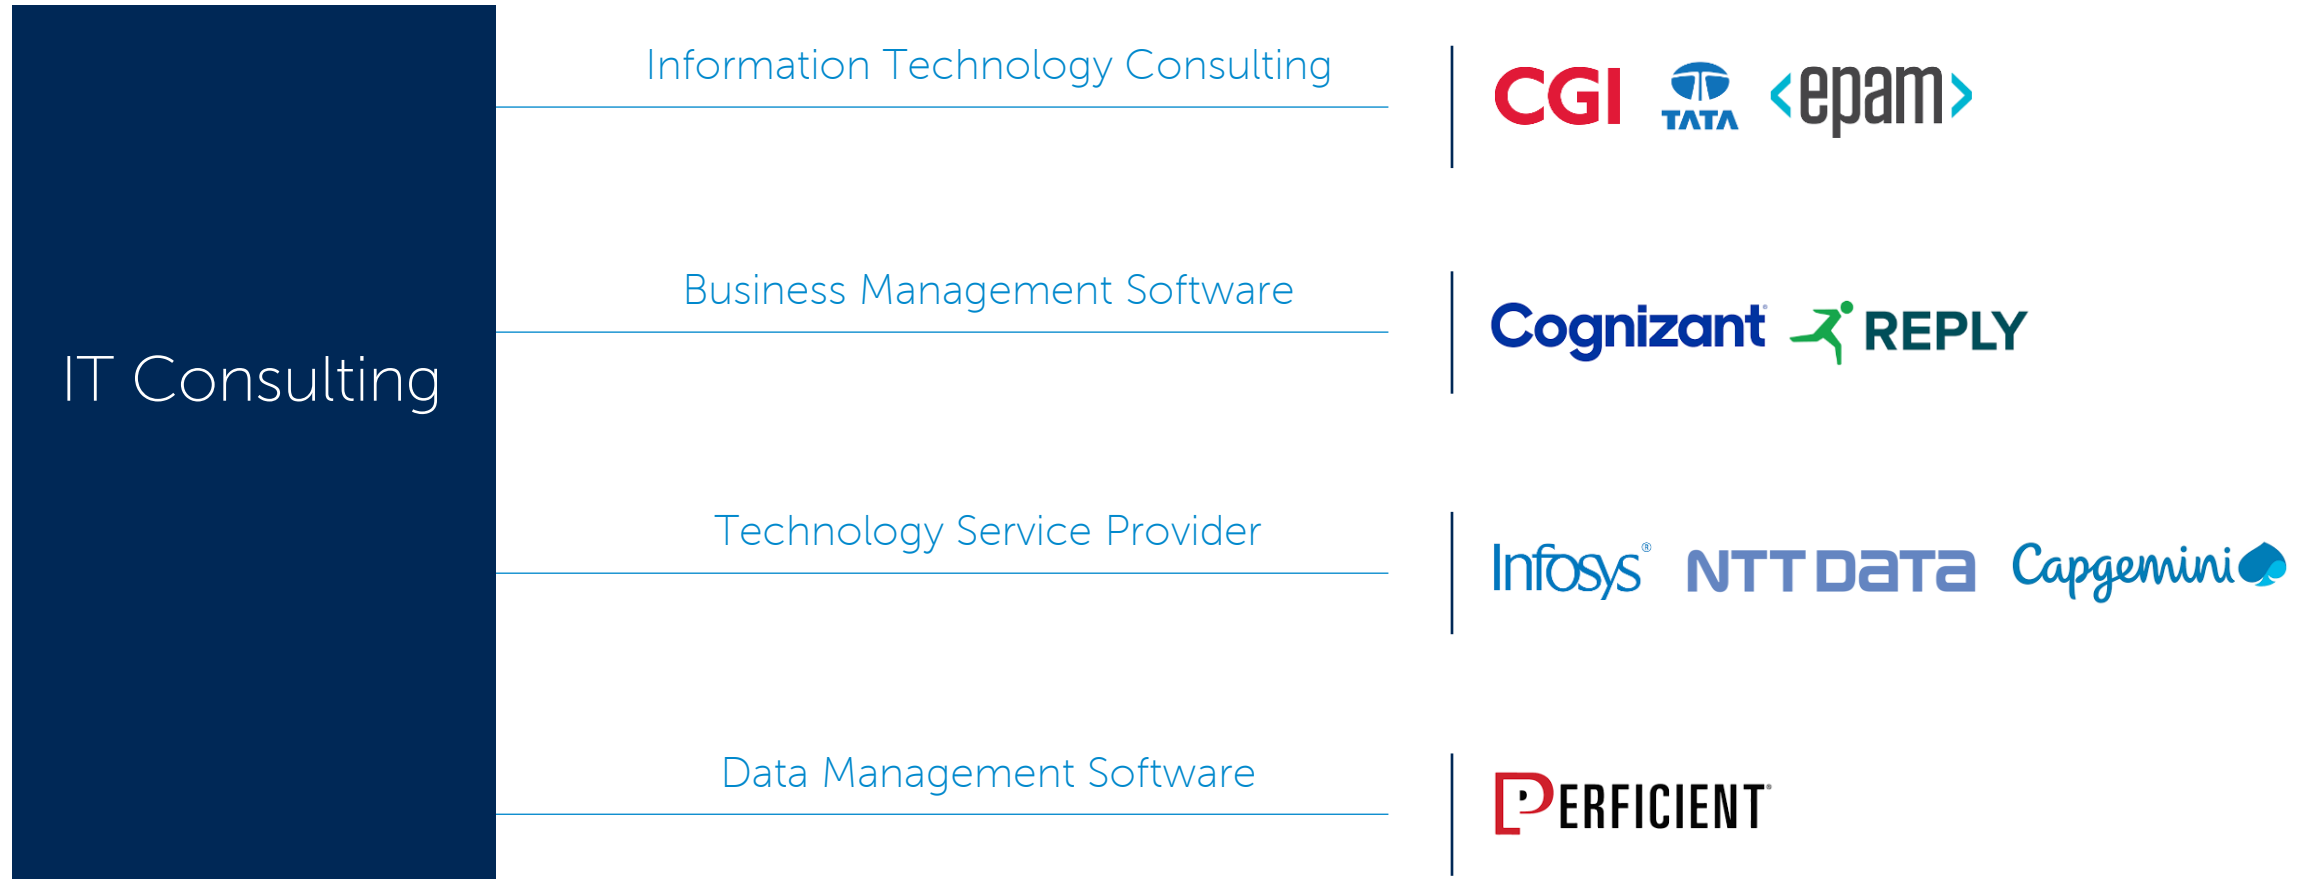 IT Consulting
Information Technology Consulting
CGI TATA <epam>
Business Management Software
Cognizant® REPLY
Technology Service Provider
Infosys® NTT DATA Capgemini
Data Management Software
PERFICIENT®